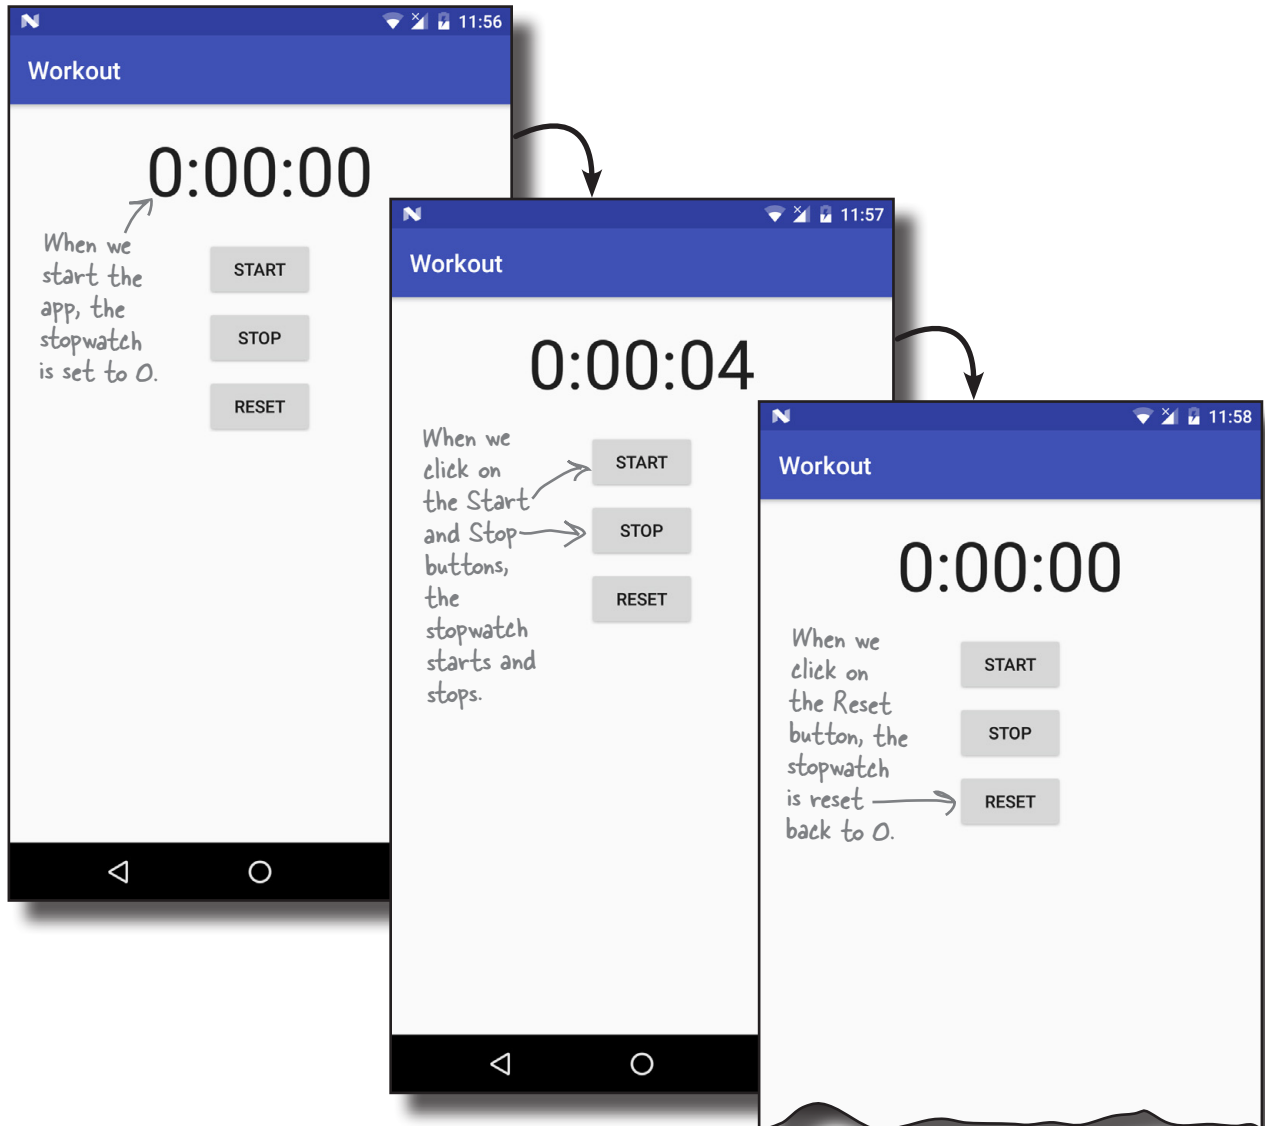 11:56
Workout
0:00:00
When we
start the
app, the
stopwatch
is set to 0.
START
STOP
RESET
11:57
Workout
0:00:04
When we
click on
the Start
and Stop
buttons,
the
stopwatch
starts and
stops.
START
STOP
RESET
11:58
Workout
0:00:00
When we
click on
the Reset
button, the
stopwatch
is reset
back to 0.
START
STOP
RESET